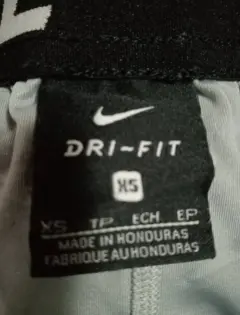 DRI-FIT
XS
XS TP ECH EP
MADE IN HONDURAS
FABRIQUE AU HONDURAS